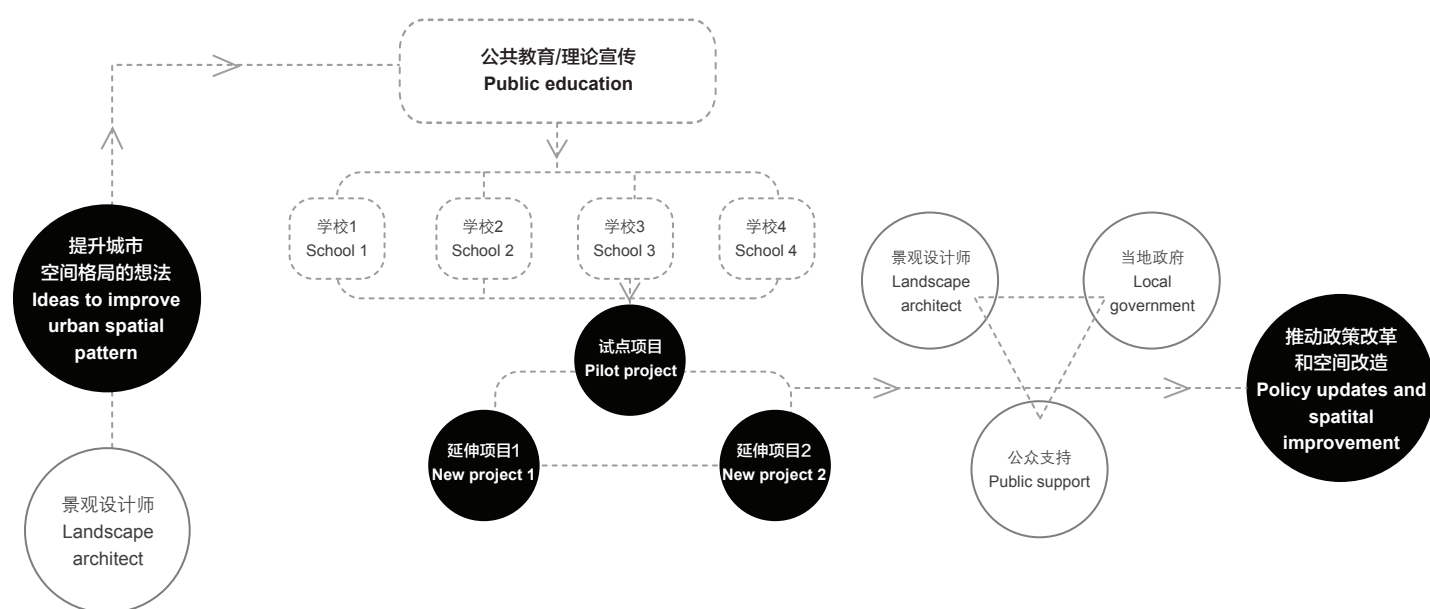 公共教育/理论宣传
Public education
学校1
School 1
学校2
School 2
学校3
School 3
学校4
School 4
提升城市
空间格局的想法
Ideas to improve
urban spatial
pattern
景观设计师
Landscape
architect
试点项目
Pilot project
延伸项目1
New project 1
延伸项目2
New project 2
景观设计师
Landscape
architect
当地政府
Local
government
公众支持
Public support
推动政策改革
和空间改造
Policy updates and
spatital
improvement